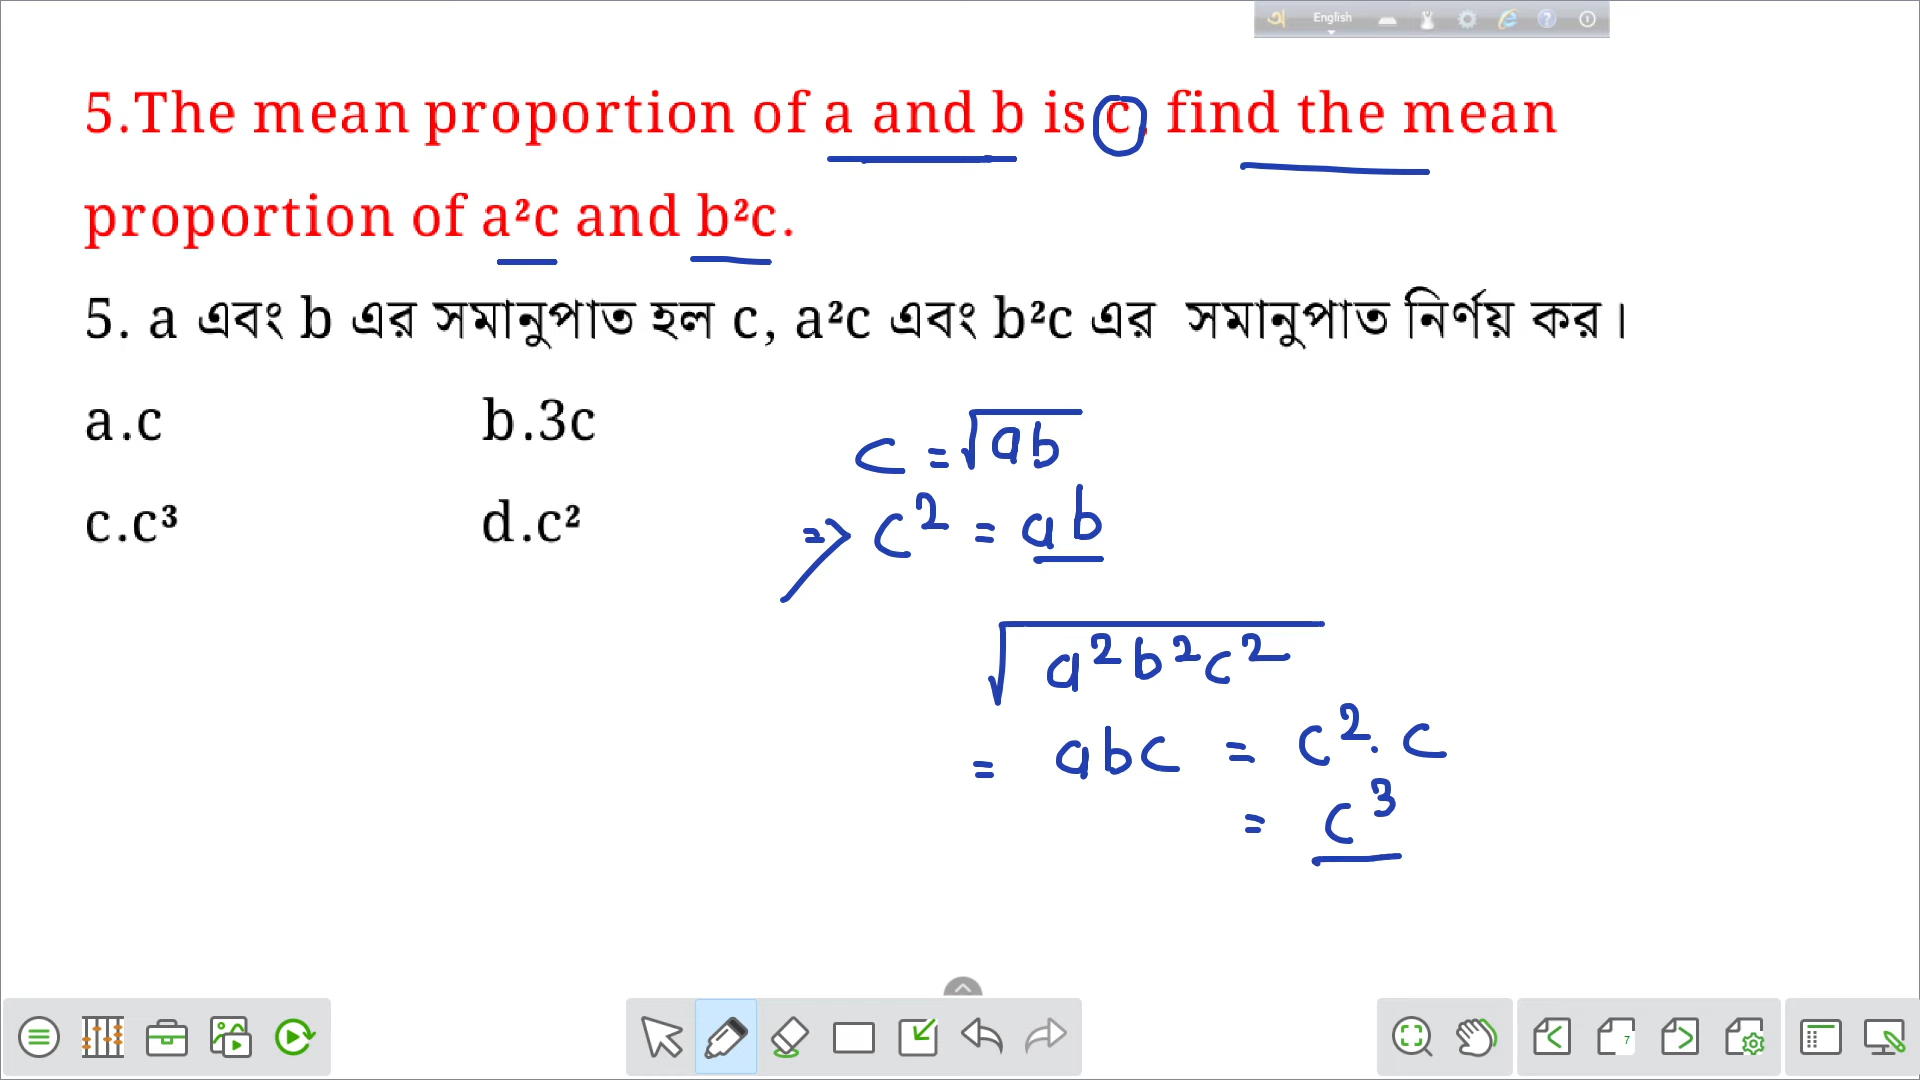 English
5.The mean proportion of a and b is c, find the mean
proportion of a²c and b²c.
5. a এবং b এর সমানুপাত হল c, a²c এবং b²c এর সমানুপাত নির্ণয় কর।
a.c b.3c
c.c³ d.c²
c = √ab
=> c² = ab
√a²b²c²
= abc = c². c
= c³
7